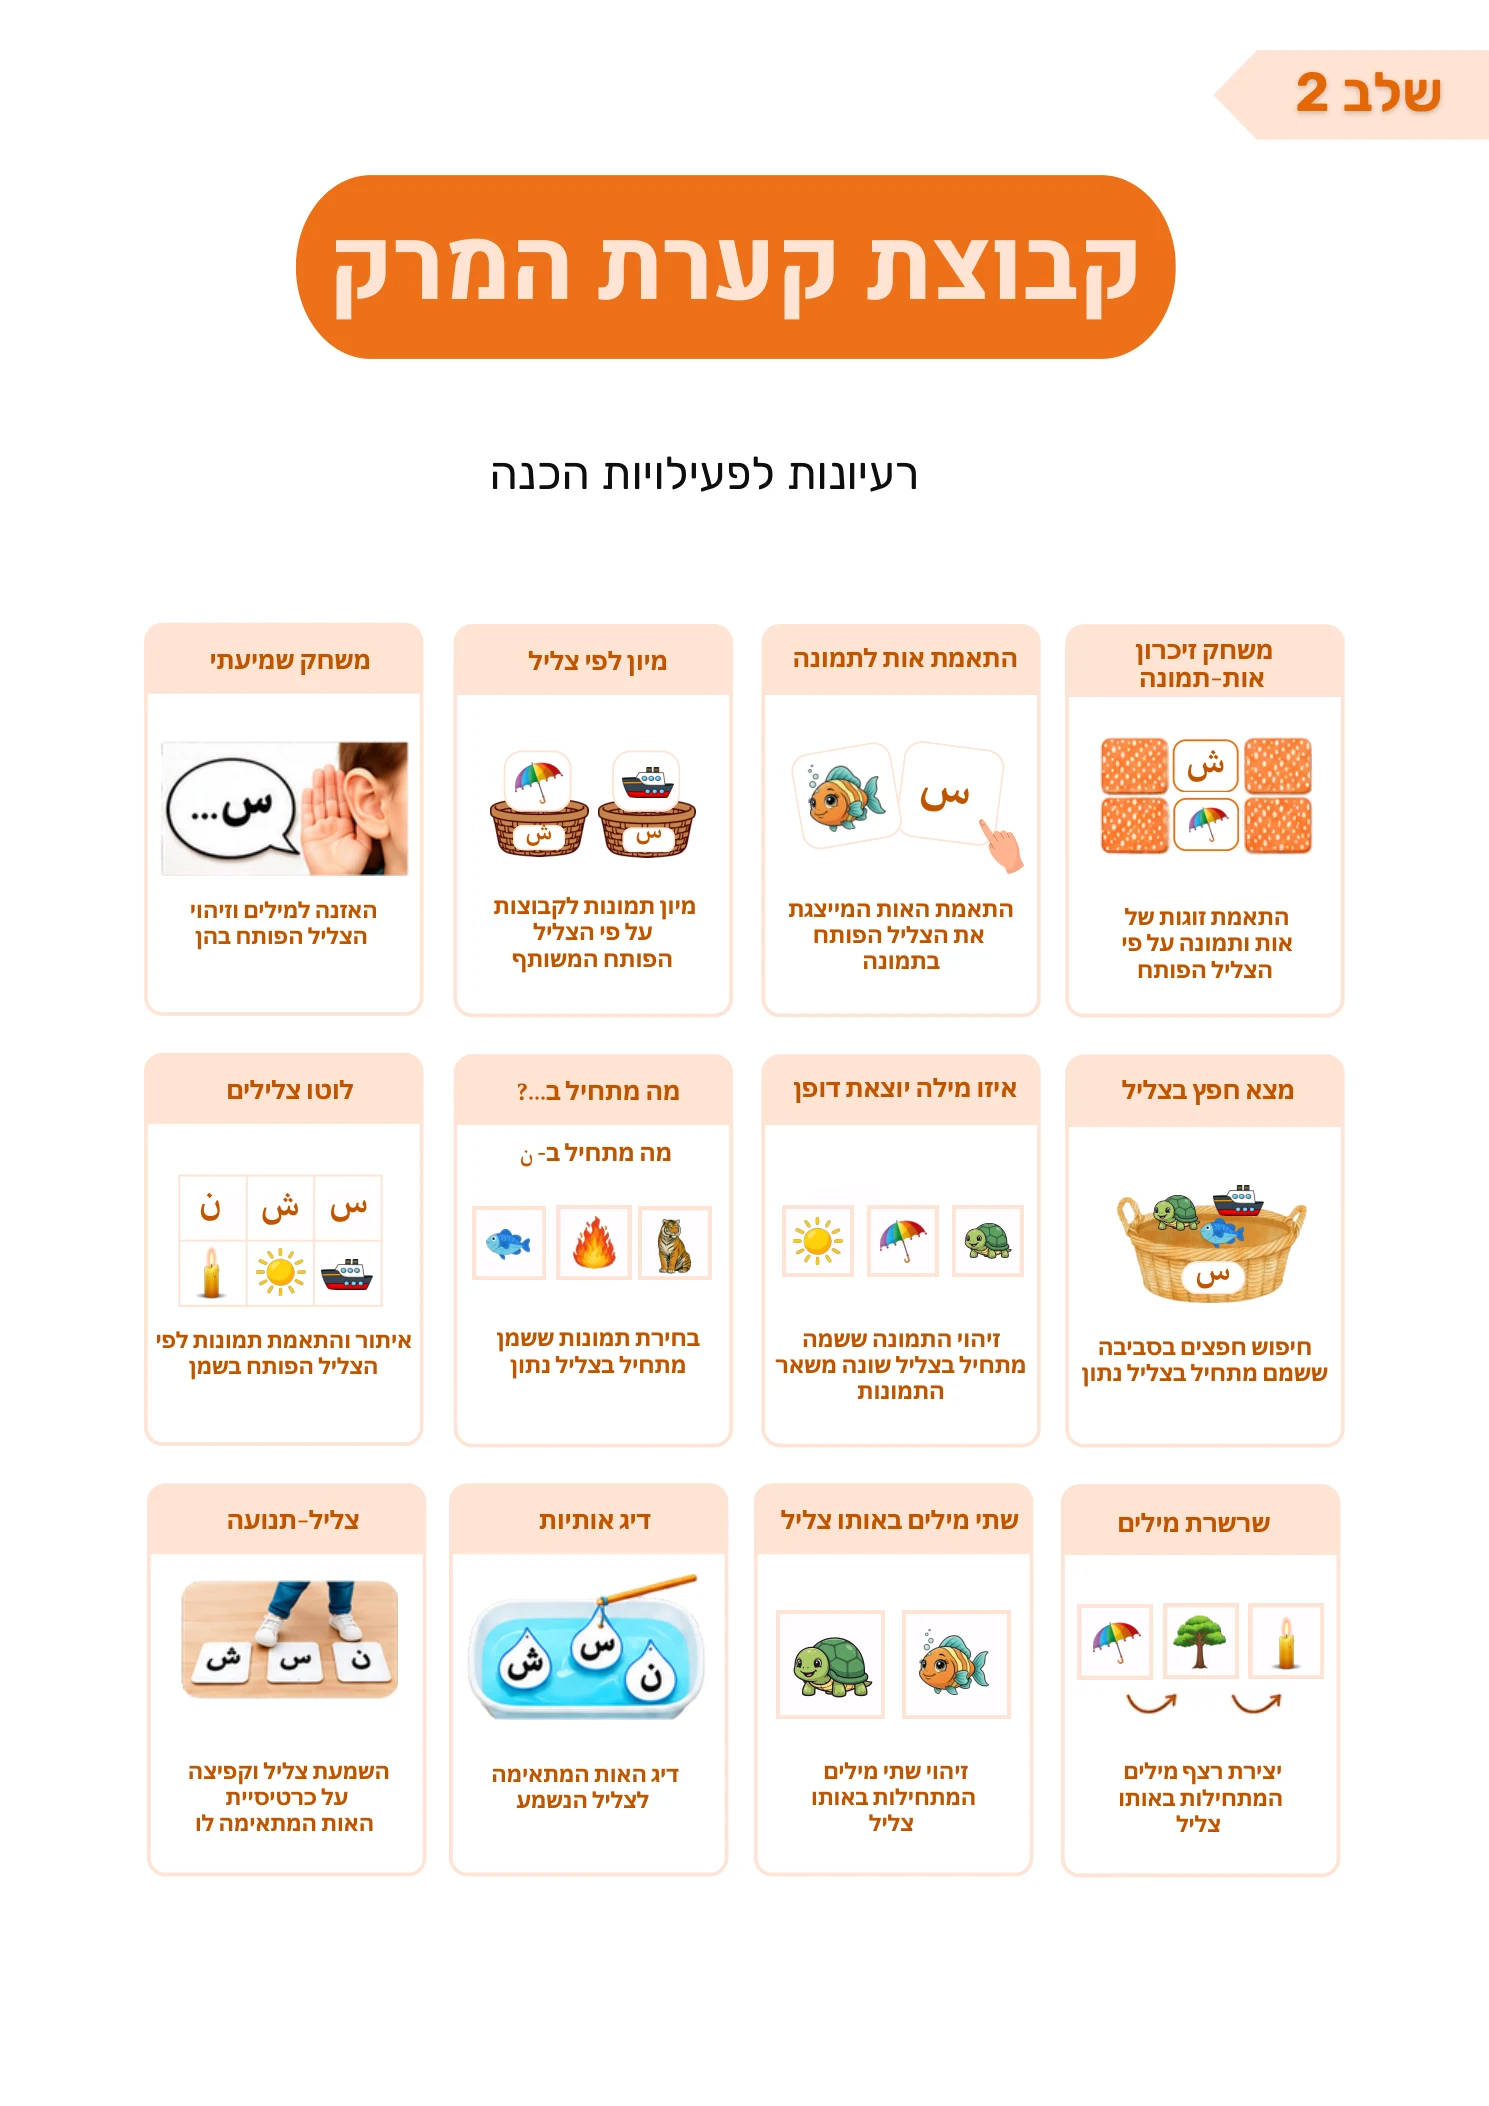 שלב 2
קבוצת קערת המרק
רעיונות לפעילויות הכנה
משחק זיכרון
אות-תמונה
ش
התאמת זוגות של
אות ותמונה על פי
הצליל הפותח
התאמת אות לתמונה
س
התאמת האות המייצגת
את הצליל הפותח
בתמונה
מיון לפי צליל
س
ش
מיון תמונות לקבוצות
על פי הצליל
הפותח המשותף
משחק שמיעתי
س...
האזנה למילים וזיהוי
הצליל הפותח בהן
מצא חפץ בצליל
س
חיפוש חפצים בסביבה
ששמם מתחיל בצליל נתון
איזו מילה יוצאת דופן
זיהוי התמונה ששמה
מתחיל בצליל שונה משאר
התמונות
מה מתחיל ב...?
מה מתחיל ב- ن
בחירת תמונות ששמן
מתחיל בצליל נתון
לוטו צלילים
س ش ن
איתור והתאמת תמונות לפי
הצליל הפותח בשמן
שרשרת מילים
יצירת רצף מילים
המתחילות באותו
צליל
שתי מילים באותו צליל
זיהוי שתי מילים
המתחילות באותו
צליל
דיג אותיות
ن س ش
דיג האות המתאימה
לצליל הנשמע
צליל-תנועה
ن س ش
השמעת צליל וקפיצה
על כרטיסיית
האות המתאימה לו